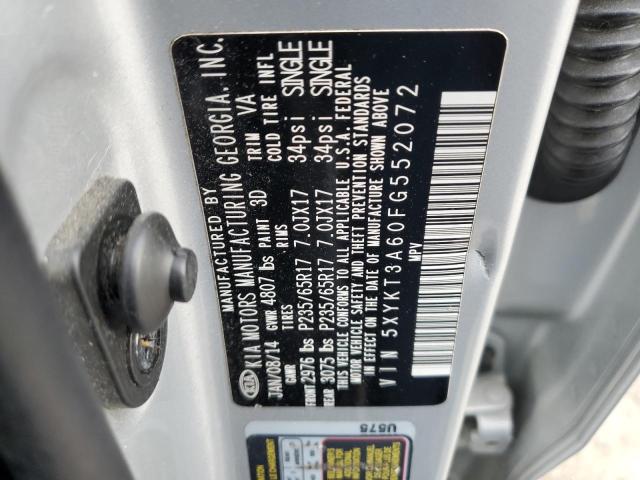 MANUFACTURED BY
KIA KIA MOTORS MANUFACTURING GEORGIA, INC.
JAN/08/14 GVWR 4807 lbs PAINT 3D TRIM VA
GAWR TIRES RIMS COLD TIRE INFL
FRONT 2976 lbs P235/65R17 7.0JX17 34psi SINGLE
REAR 3075 lbs P235/65R17 7.0JX17 34psi SINGLE
THIS VEHICLE CONFORMS TO ALL APPLICABLE U.S.A. FEDERAL
MOTOR VEHICLE SAFETY AND THEFT PREVENTION STANDARDS
IN EFFECT ON THE DATE OF MANUFACTURE SHOWN ABOVE
VIN 5XYKT3A60FG552072
MPV
U575